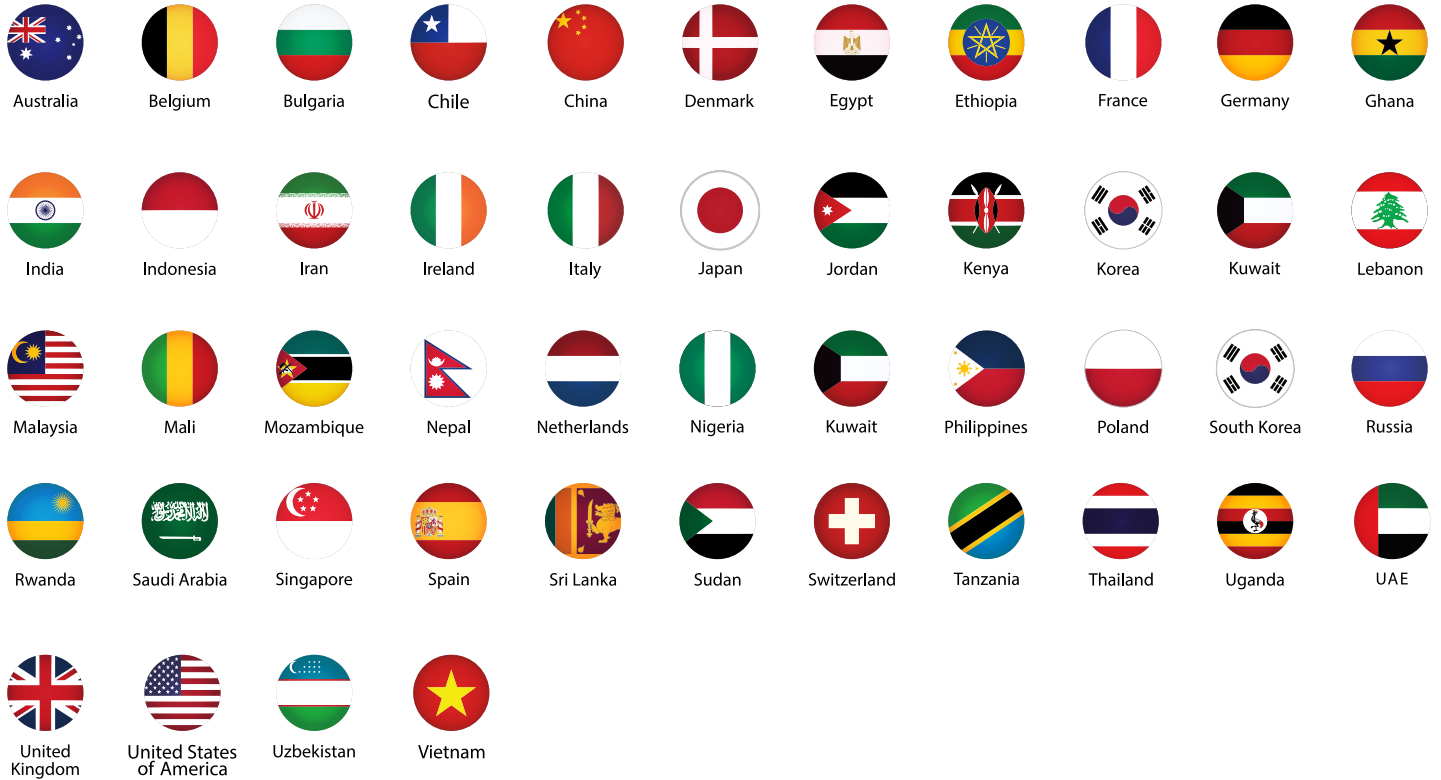 Australia
Belgium
Bulgaria
Chile
China
Denmark
Egypt
Ethiopia
France
Germany
Ghana
India
Indonesia
Iran
Ireland
Italy
Japan
Jordan
Kenya
Korea
Kuwait
Lebanon
Malaysia
Mali
Mozambique
Nepal
Netherlands
Nigeria
Kuwait
Philippines
Poland
South Korea
Russia
Rwanda
Saudi Arabia
Singapore
Spain
Sri Lanka
Sudan
Switzerland
Tanzania
Thailand
Uganda
UAE
United
Kingdom
United States
of America
Uzbekistan
Vietnam